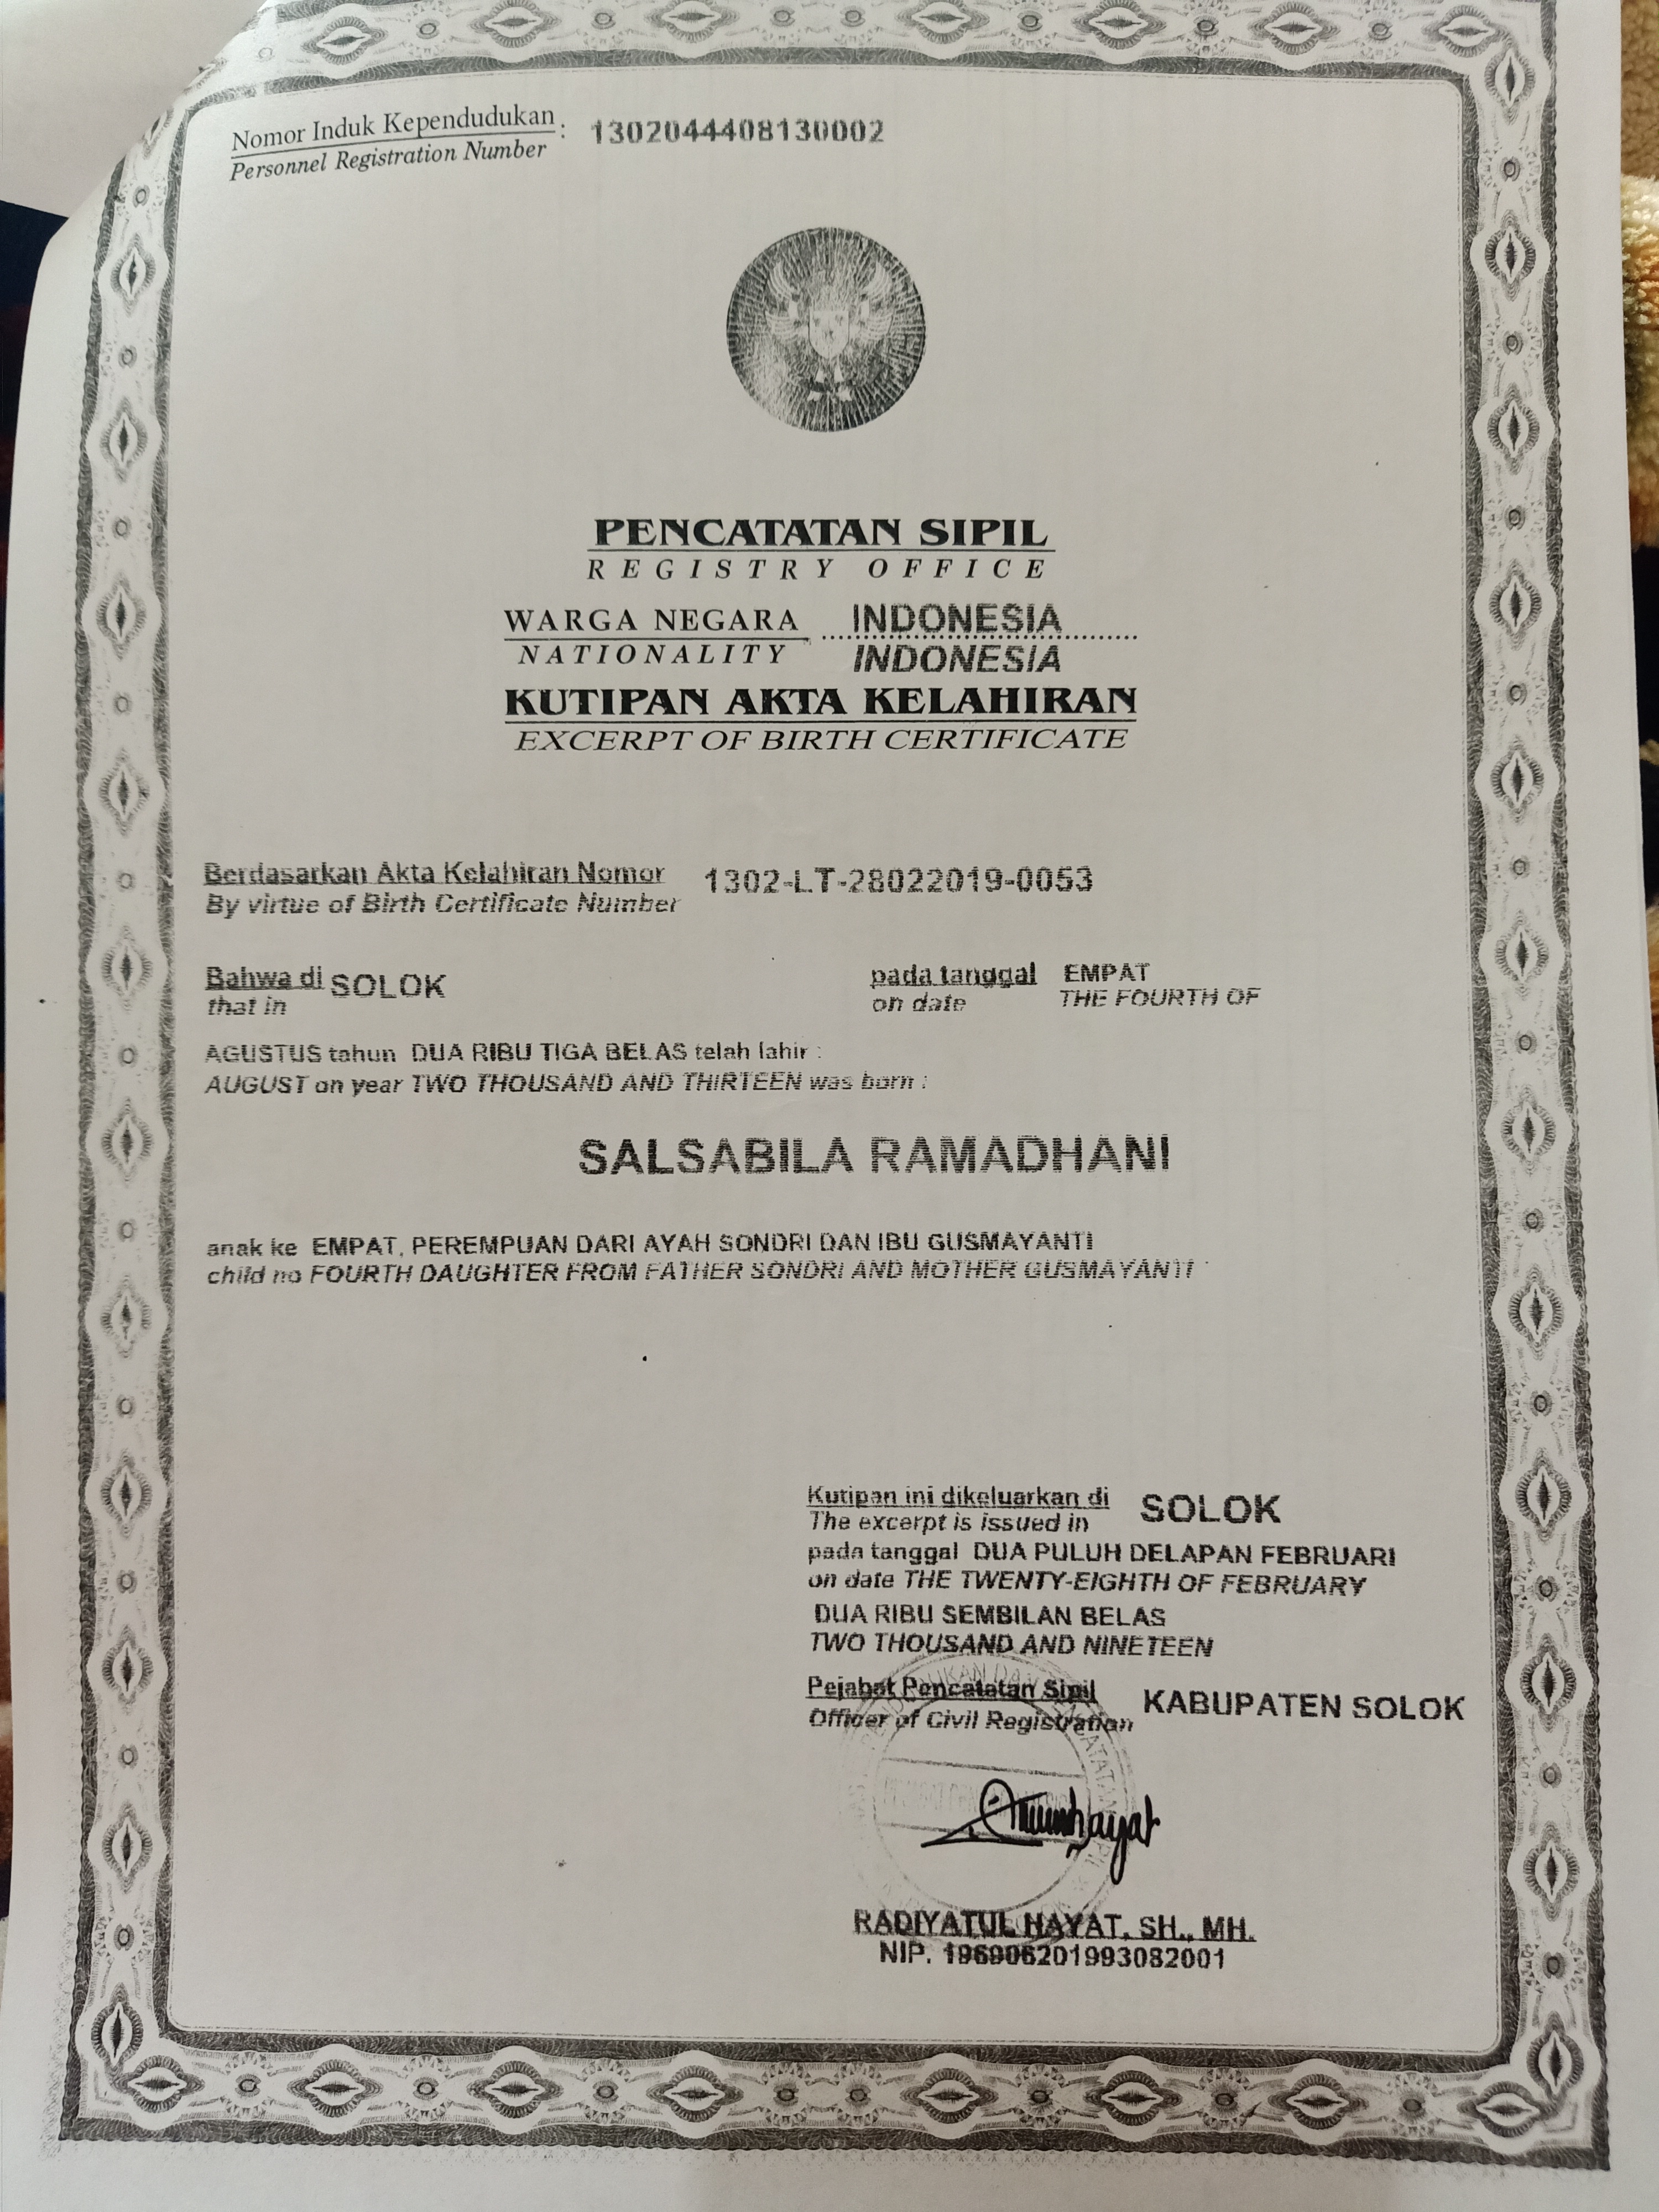 Nomor Induk Kependudukan : 1302044408130002
Personnel Registration Number
PENCATATAN SIPIL
REGISTRY OFFICE
WARGA NEGARA INDONESIA
NATIONALITY INDONESIA
KUTIPAN AKTA KELAHIRAN
EXCERPT OF BIRTH CERTIFICATE
Berdasarkan Akta Kelahiran Nomor 1302-LT-28022019-0053
By virtue of Birth Certificate Number
Bahwa di SOLOK pada tanggal EMPAT
that in on date THE FOURTH OF
AGUSTUS tahun DUA RIBU TIGA BELAS telah lahir :
AUGUST on year TWO THOUSAND AND THIRTEEN was born :
SALSABILA RAMADHANI
anak ke EMPAT, PEREMPUAN DARI AYAH SONDRI DAN IBU GUSMAYANTI
child no FOURTH DAUGHTER FROM FATHER SONDRI AND MOTHER GUSMAYANTI
Kutipan ini dikeluarkan di SOLOK
The excerpt is issued in
pada tanggal DUA PULUH DELAPAN FEBRUARI
on date THE TWENTY-EIGHTH OF FEBRUARY
DUA RIBU SEMBILAN BELAS
TWO THOUSAND AND NINETEEN
Pejabat Pencatatan Sipil KABUPATEN SOLOK
Officer of Civil Registration
RADIYATUL HAYAT, SH., MH.
NIP. 196906201993082001